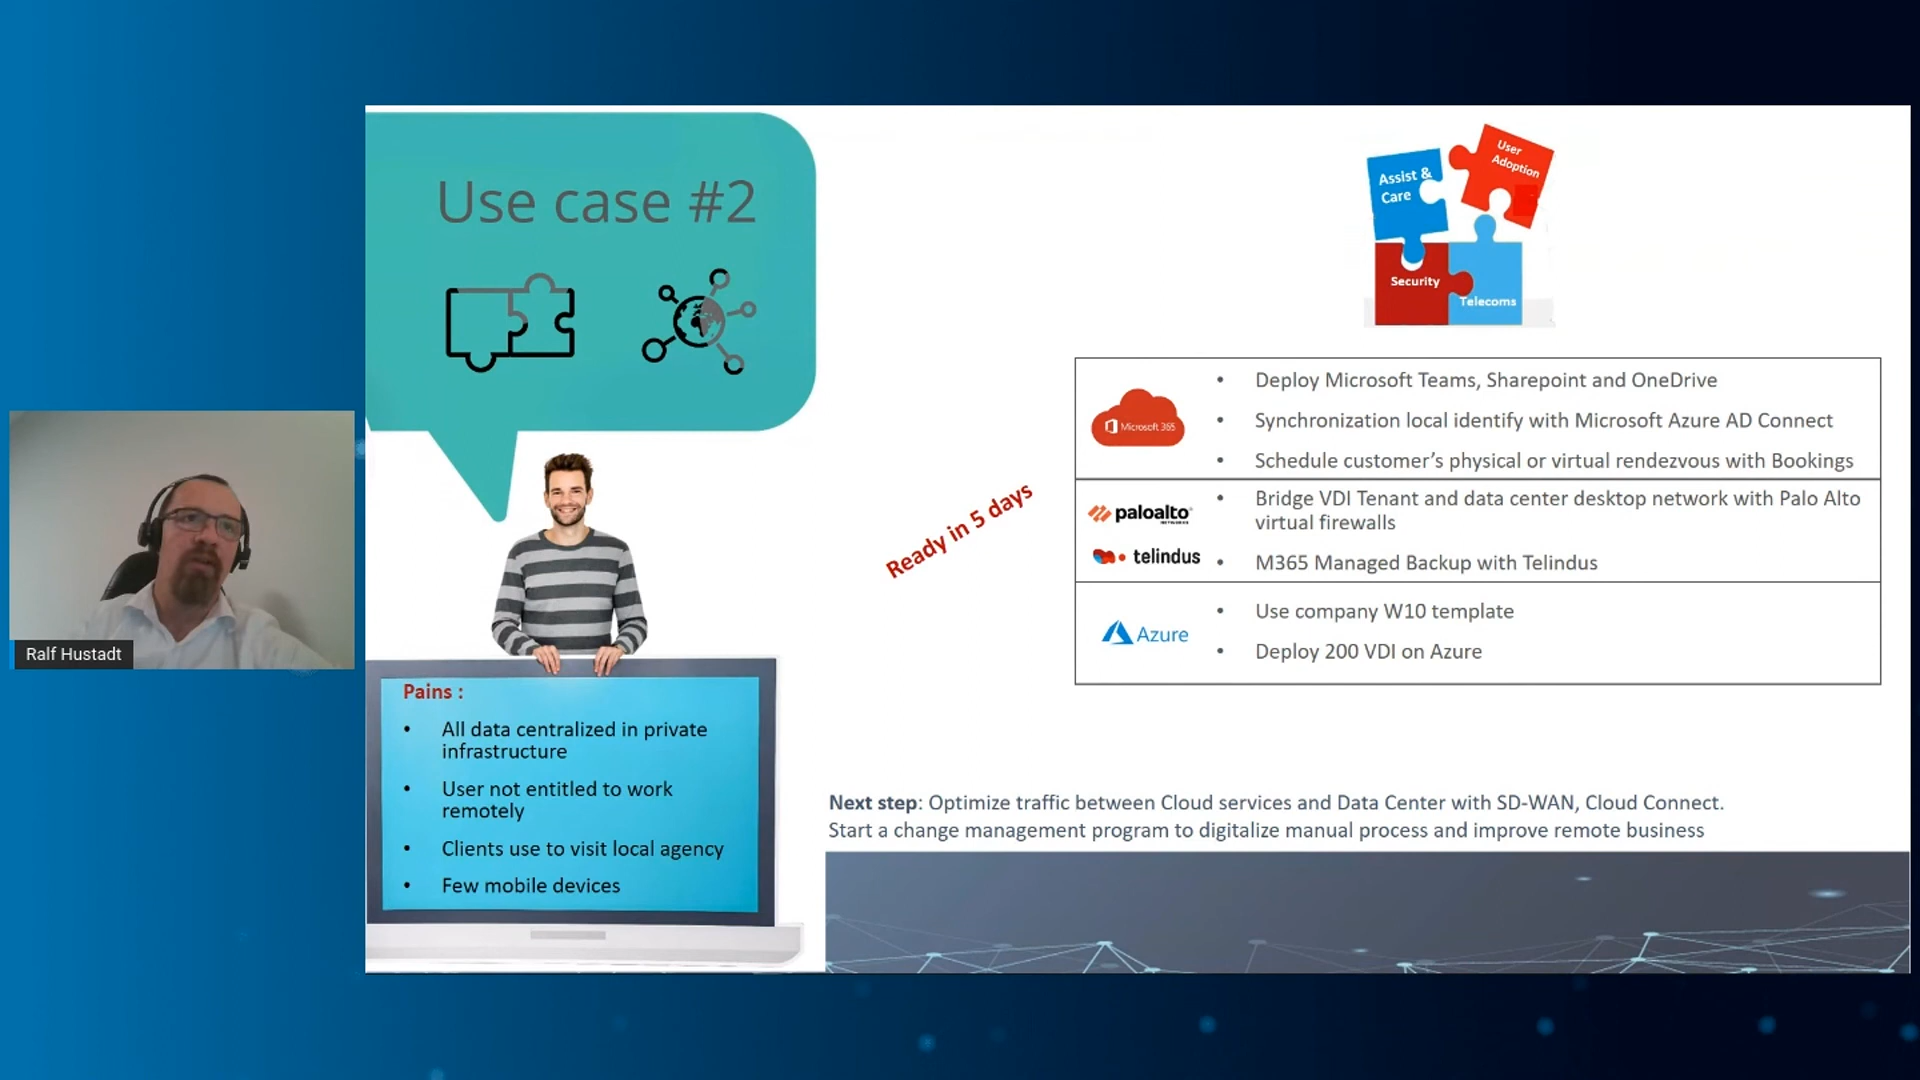 Use case #2
Assist &
Care
User
Adoption
Security
Telecoms
Microsoft 365
• Deploy Microsoft Teams, Sharepoint and OneDrive
• Synchronization local identify with Microsoft Azure AD Connect
• Schedule customer’s physical or virtual rendezvous with Bookings
paloalto
NETWORKS
telindus
• Bridge VDI Tenant and data center desktop network with Palo Alto
virtual firewalls
• M365 Managed Backup with Telindus
Azure
• Use company W10 template
• Deploy 200 VDI on Azure
Ready in 5 days
Ralf Hustadt
Pains :
• All data centralized in private
infrastructure
• User not entitled to work
remotely
• Clients use to visit local agency
• Few mobile devices
Next step: Optimize traffic between Cloud services and Data Center with SD-WAN, Cloud Connect.
Start a change management program to digitalize manual process and improve remote business